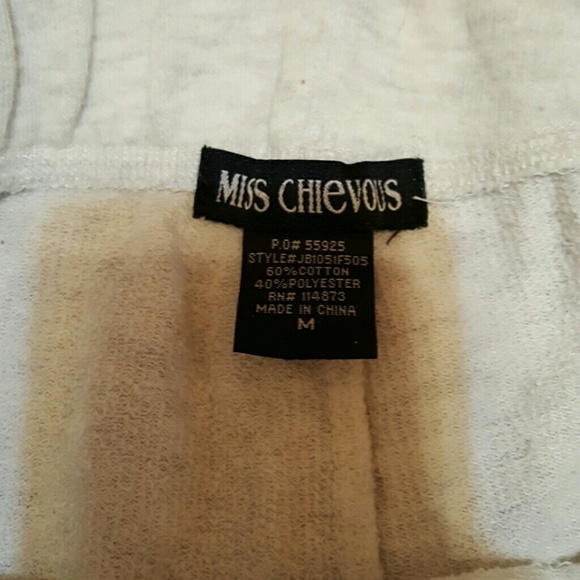 MISS CHIeVOUS
P.O# 55925
STYLE#JB1051F505
60%COTTON
40%POLYESTER
RN# 114873
MADE IN CHINA
M